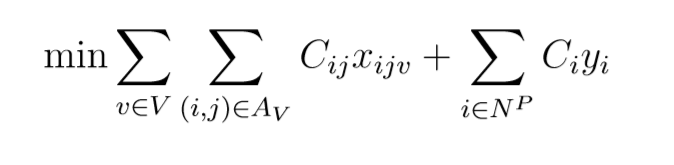 min ∑_{v∈V} ∑_{(i,j)∈A_V} C_{ij}x_{ijv} + ∑_{i∈N^P} C_i y_i